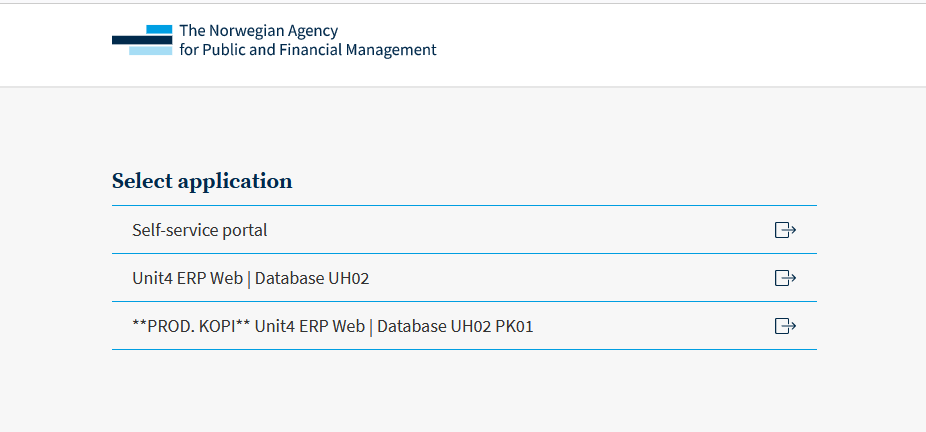 The Norwegian Agency
for Public and Financial Management
Select application
Self-service portal
Unit4 ERP Web | Database UH02
**PROD. KOPI** Unit4 ERP Web | Database UH02 PK01